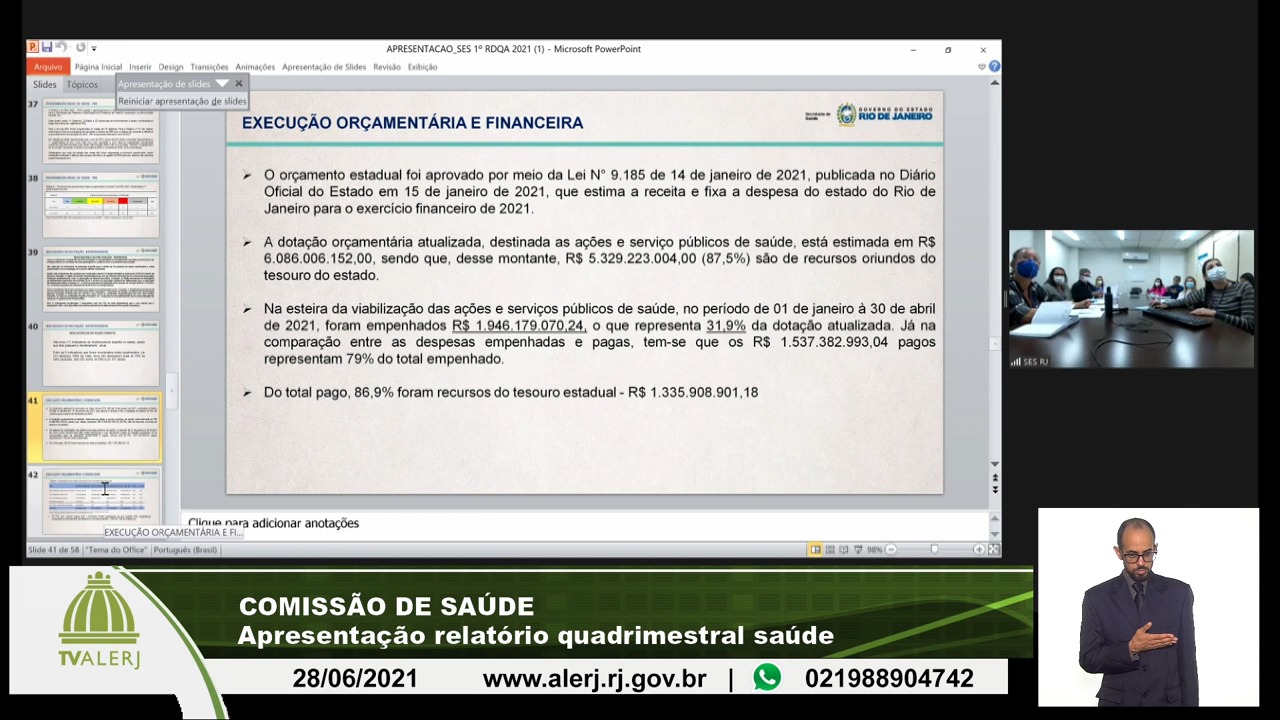 APRESENTACAO_SES 1º RDQA 2021 (1) - Microsoft PowerPoint
Arquivo Página Inicial Inserir Design Transições Animações Apresentação de Slides Revisão Exibição
Slides Tópicos
Apresentação de slides
Reiniciar apresentação de slides
37
38
39
40
41
42
Secretaria de Saúde
GOVERNO DO ESTADO
RIO DE JANEIRO
EXECUÇÃO ORÇAMENTÁRIA E FINANCEIRA
➢ O orçamento estadual foi aprovado por meio da Lei N° 9.185 de 14 de janeiro de 2021, publicada no Diário
Oficial do Estado em 15 de janeiro de 2021, que estima a receita e fixa a despesa do estado do Rio de
Janeiro para o exercício financeiro de 2021.
➢ A dotação orçamentária atualizada, destinada as ações e serviço públicos de saúde, está estimada em R$
6.086.006.152,00, sendo que, desse montante, R$ 5.329.223.004,00 (87,5%) são de recursos oriundos do
tesouro do estado.
➢ Na esteira da viabilização das ações e serviços públicos de saúde, no período de 01 de janeiro à 30 de abril
de 2021, foram empenhados R$ 1.946.179.070,24, o que representa 31,9% da dotação atualizada. Já na
comparação entre as despesas empenhadas e pagas, tem-se que os R$ 1.537.362.993,04 pagos
representam 79% do total empenhado.
➢ Do total pago, 86,9% foram recursos do tesouro estadual - R$ 1.335.908.901,18
Clique para adicionar anotações
EXECUÇÃO ORÇAMENTÁRIA E FI...
Slide 41 de 58 "Tema do Office" Português (Brasil) 98%
SES RJ
TVALERJ
COMISSÃO DE SAÚDE
Apresentação relatório quadrimestral saúde
28/06/2021 www.alerj.rj.gov.br | 021988904742